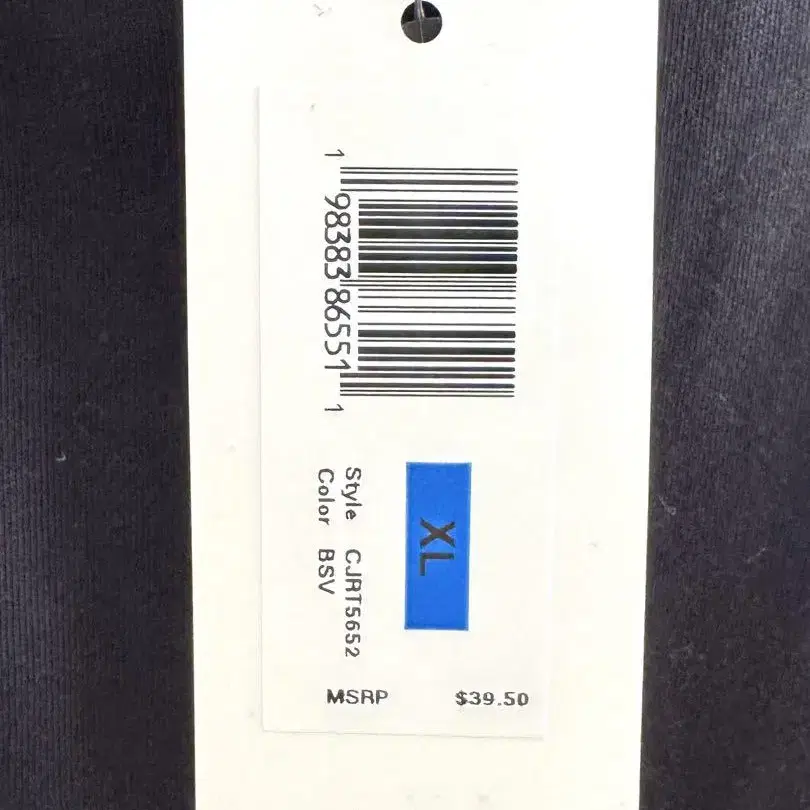 1 98383 86551 1
XL
Style CJRT5652
Color BSV
MSRP $39.50